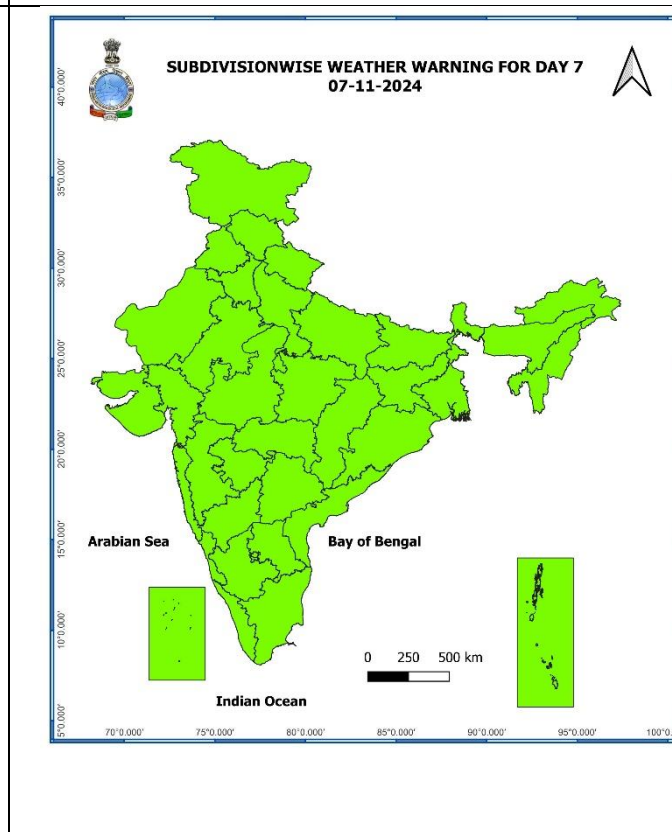 SUBDIVISIONWISE WEATHER WARNING FOR DAY 7
07-11-2024
40°0.000'
35°0.000'
30°0.000'
25°0.000'
20°0.000'
15°0.000'
10°0.000'
5°0.000'
Arabian Sea
Bay of Bengal
0 250 500 km
Indian Ocean
70°0.000' 75°0.000' 80°0.000' 85°0.000' 90°0.000' 95°0.000' 100°0.